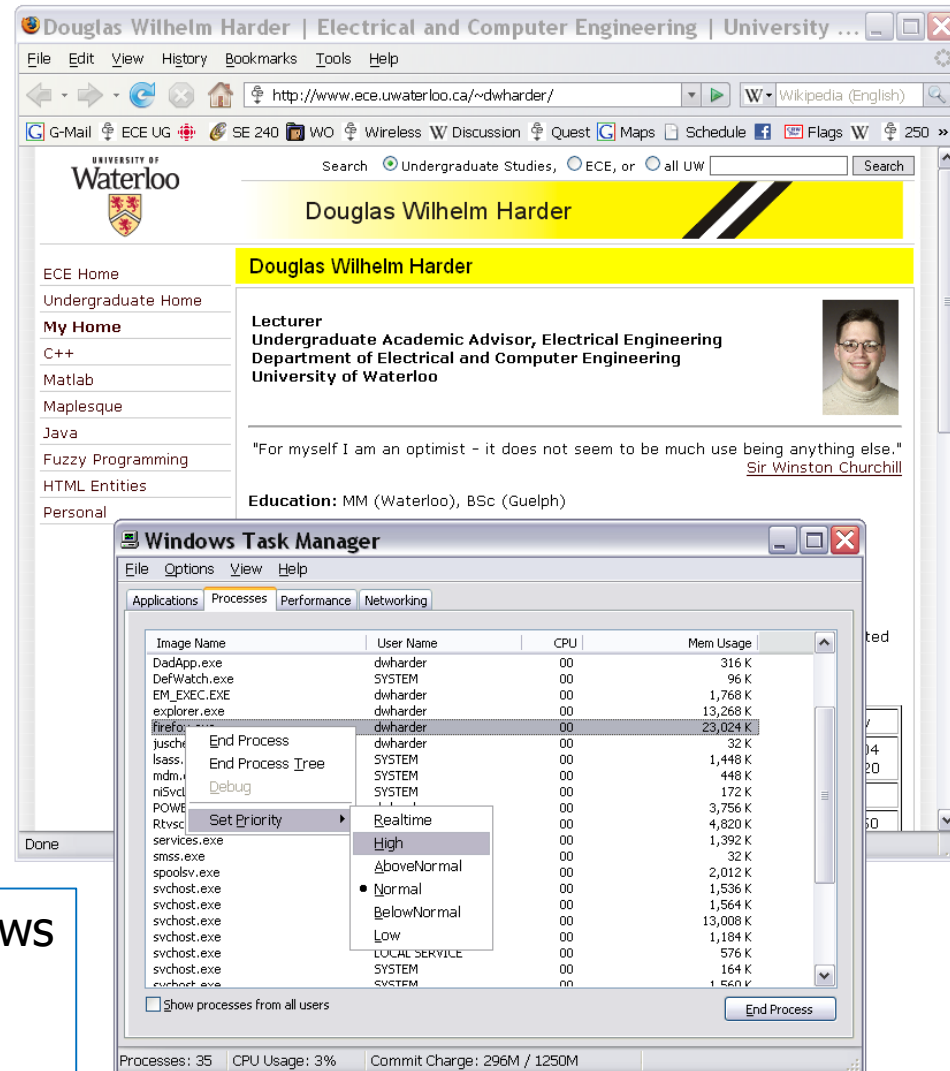 Douglas Wilhelm Harder | Electrical and Computer Engineering | University ...
File Edit View History Bookmarks Tools Help
http://www.ece.uwaterloo.ca/~dwharder/ W Wikipedia (English)
G G-Mail ECE UG SE 240 WO Wireless W Discussion Quest G Maps Schedule f Flags W 250 »
UNIVERSITY OF
Waterloo
Search Undergraduate Studies, ECE, or all UW Search
Douglas Wilhelm Harder
Douglas Wilhelm Harder
ECE Home
Undergraduate Home
My Home
C++
Matlab
Maplesque
Java
Fuzzy Programming
HTML Entities
Personal
Lecturer
Undergraduate Academic Advisor, Electrical Engineering
Department of Electrical and Computer Engineering
University of Waterloo
"For myself I am an optimist - it does not seem to be much use being anything else."
Sir Winston Churchill
Education: MM (Waterloo), BSc (Guelph)
Windows Task Manager
File Options View Help
Applications Processes Performance Networking
Image Name User Name CPU Mem Usage
DadApp.exe dwharder 00 316 K
DefWatch.exe SYSTEM 00 96 K
EM_EXEC.EXE dwharder 00 1,768 K
explorer.exe dwharder 00 13,268 K
dwharder 00 23,024 K
dwharder 00 32 K
lsass. SYSTEM 00 1,448 K
SYSTEM 00 448 K
SYSTEM 00 172 K
00 3,756 K
00 4,820 K
services.exe 00 1,392 K
smss.exe 00 32 K
spoolsv.exe 00 2,012 K
svchost.exe 00 1,536 K
svchost.exe 00 1,564 K
svchost.exe 00 13,008 K
svchost.exe 00 1,184 K
svchost.exe LOCAL SERVICE 00 576 K
svchost.exe SYSTEM 00 164 K
svchost.exe SYSTEM 00 1,560 K
End Process
End Process Tree
Debug
Set Priority
Realtime
High
AboveNormal
Normal
BelowNormal
Low
Show processes from all users
End Process
Processes: 35 CPU Usage: 3% Commit Charge: 296M / 1250M
Done
ws